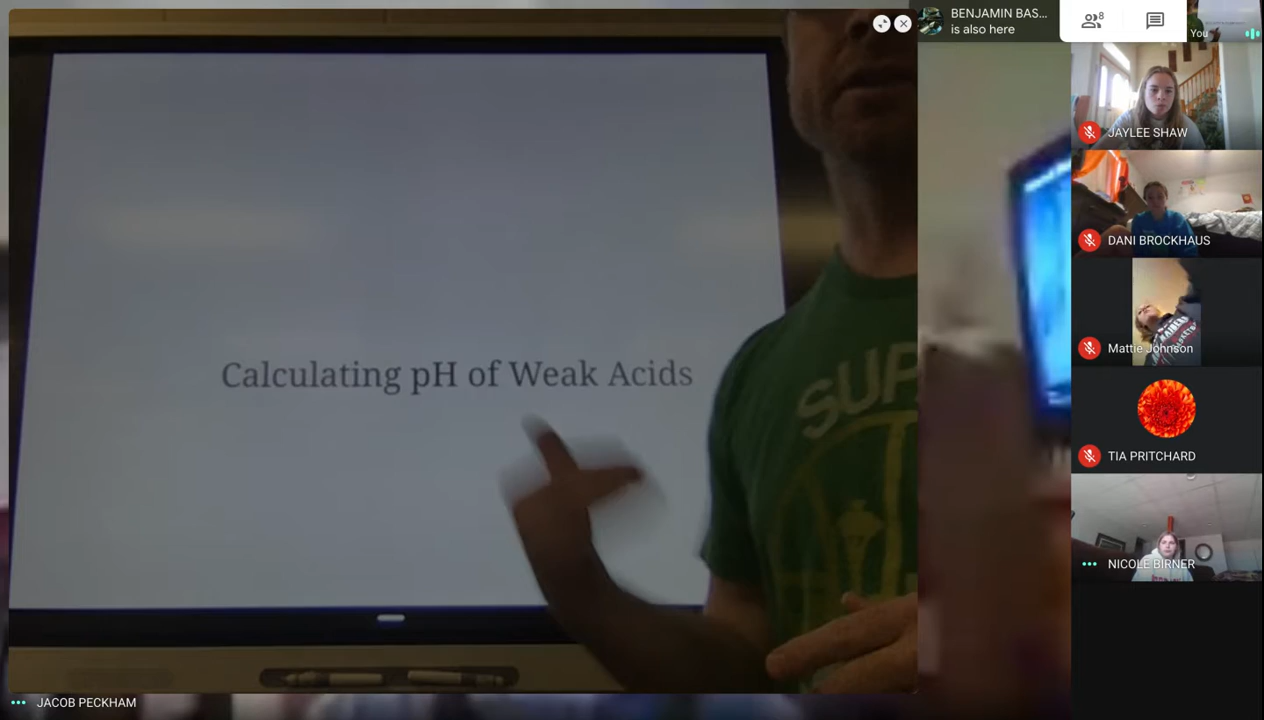 BENJAMIN BAS...
is also here
8
You
JAYLEE SHAW
DANI BROCKHAUS
Mattie Johnson
TIA PRITCHARD
NICOLE BIRNER
Calculating pH of Weak Acids
JACOB PECKHAM